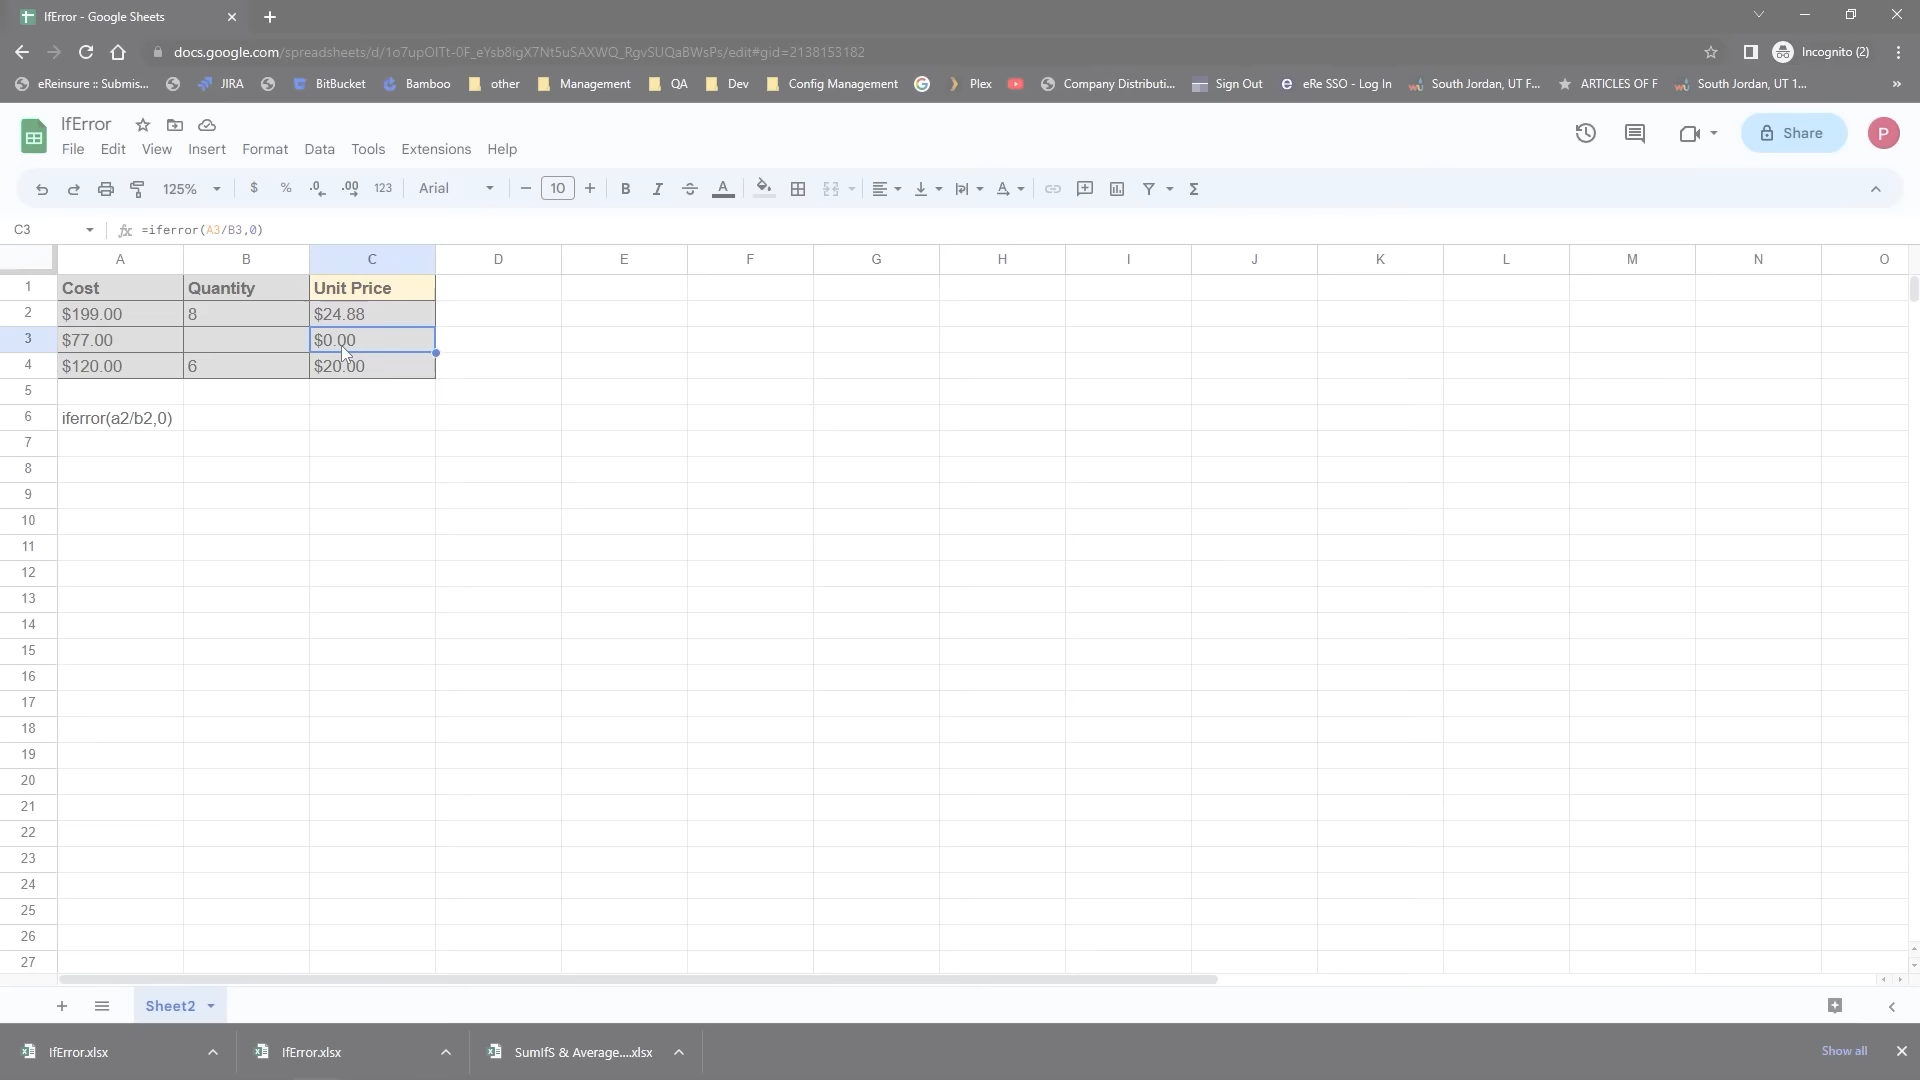 IfError - Google Sheets
docs.google.com/spreadsheets/d/1o7upOITt-0F_eYsb8igX7Nt5uSAXWQ_RgvSUQaBWsPs/edit#gid=2138153182
Incognito (2)
eReinsure :: Submis... JIRA BitBucket Bamboo other Management QA Dev Config Management Plex Company Distributi... Sign Out eRe SSO - Log In South Jordan, UT F... ARTICLES OF F South Jordan, UT 1... »
IfError
Share
P
File Edit View Insert Format Data Tools Extensions Help
125% $ % .0 .00 123 Arial 10 B I S A Σ
C3 fx =iferror(A3/B3,0)
A B C D E F G H I J K L M N O
1 Cost Quantity Unit Price
2 $199.00 8 $24.88
3 $77.00 $0.00
4 $120.00 6 $20.00
5
6 iferror(a2/b2,0)
7
8
9
10
11
12
13
14
15
16
17
18
19
20
21
22
23
24
25
26
27
Sheet2
IfError.xlsx IfError.xlsx SumIfS & Average....xlsx Show all